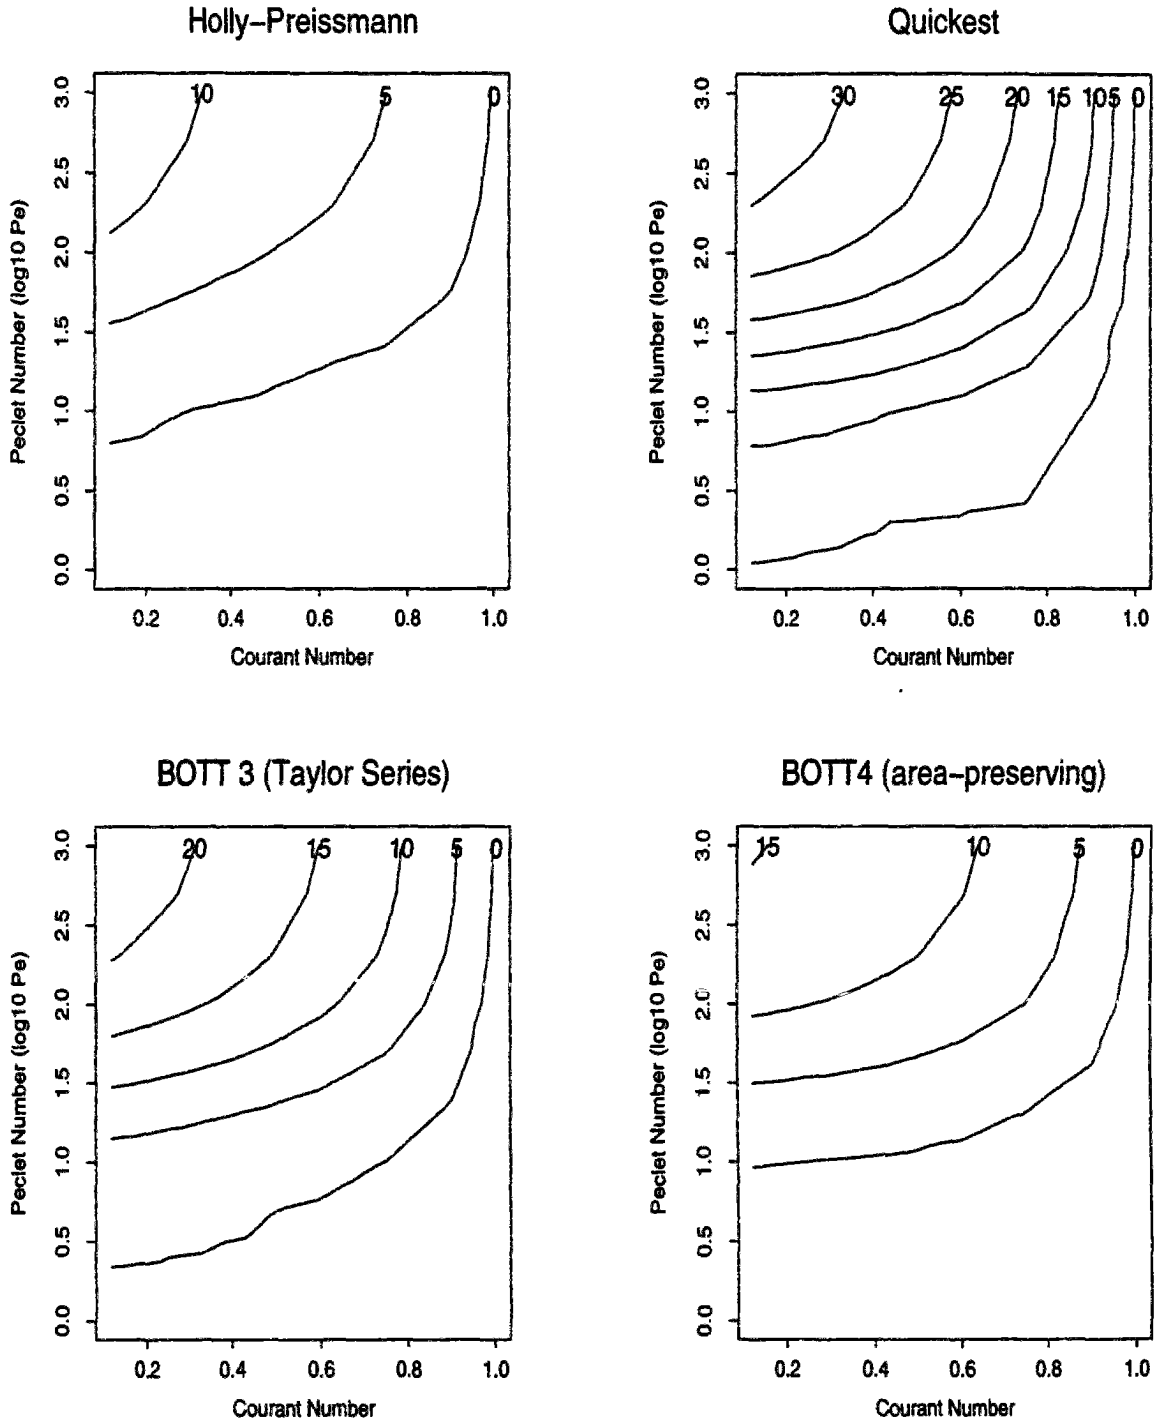 Holly-Preissmann
10 5 0
3.0
2.5
2.0
1.5
1.0
0.5
0.0
Peclet Number (log10 Pe)
0.2 0.4 0.6 0.8 1.0
Courant Number
Quickest
30 25 20 15 10 5 0
3.0
2.5
2.0
1.5
1.0
0.5
0.0
Peclet Number (log10 Pe)
0.2 0.4 0.6 0.8 1.0
Courant Number
BOTT 3 (Taylor Series)
20 15 10 5 0
3.0
2.5
2.0
1.5
1.0
0.5
0.0
Peclet Number (log10 Pe)
0.2 0.4 0.6 0.8 1.0
Courant Number
BOTT4 (area-preserving)
15 10 5 0
3.0
2.5
2.0
1.5
1.0
0.5
0.0
Peclet Number (log10 Pe)
0.2 0.4 0.6 0.8 1.0
Courant Number